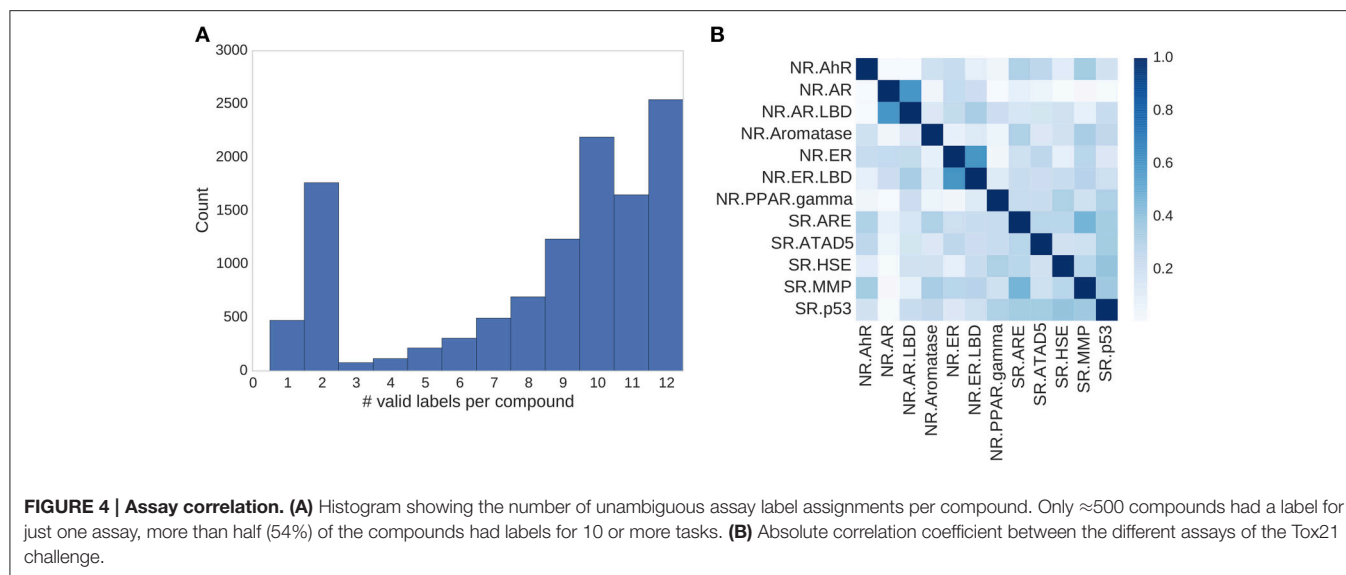 A
3000
2500
2000
1500
1000
500
0
Count
0 1 2 3 4 5 6 7 8 9 10 11 12
# valid labels per compound
B
NR.AhR
NR.AR
NR.AR.LBD
NR.Aromatase
NR.ER
NR.ER.LBD
NR.PPAR.gamma
SR.ARE
SR.ATAD5
SR.HSE
SR.MMP
SR.p53
NR.AhR
NR.AR
NR.AR.LBD
NR.Aromatase
NR.ER
NR.ER.LBD
NR.PPAR.gamma
SR.ARE
SR.ATAD5
SR.HSE
SR.MMP
SR.p53
1.0
0.8
0.6
0.4
0.2
FIGURE 4 | Assay correlation. (A) Histogram showing the number of unambiguous assay label assignments per compound. Only ≈500 compounds had a label for
just one assay, more than half (54%) of the compounds had labels for 10 or more tasks. (B) Absolute correlation coefficient between the different assays of the Tox21
challenge.